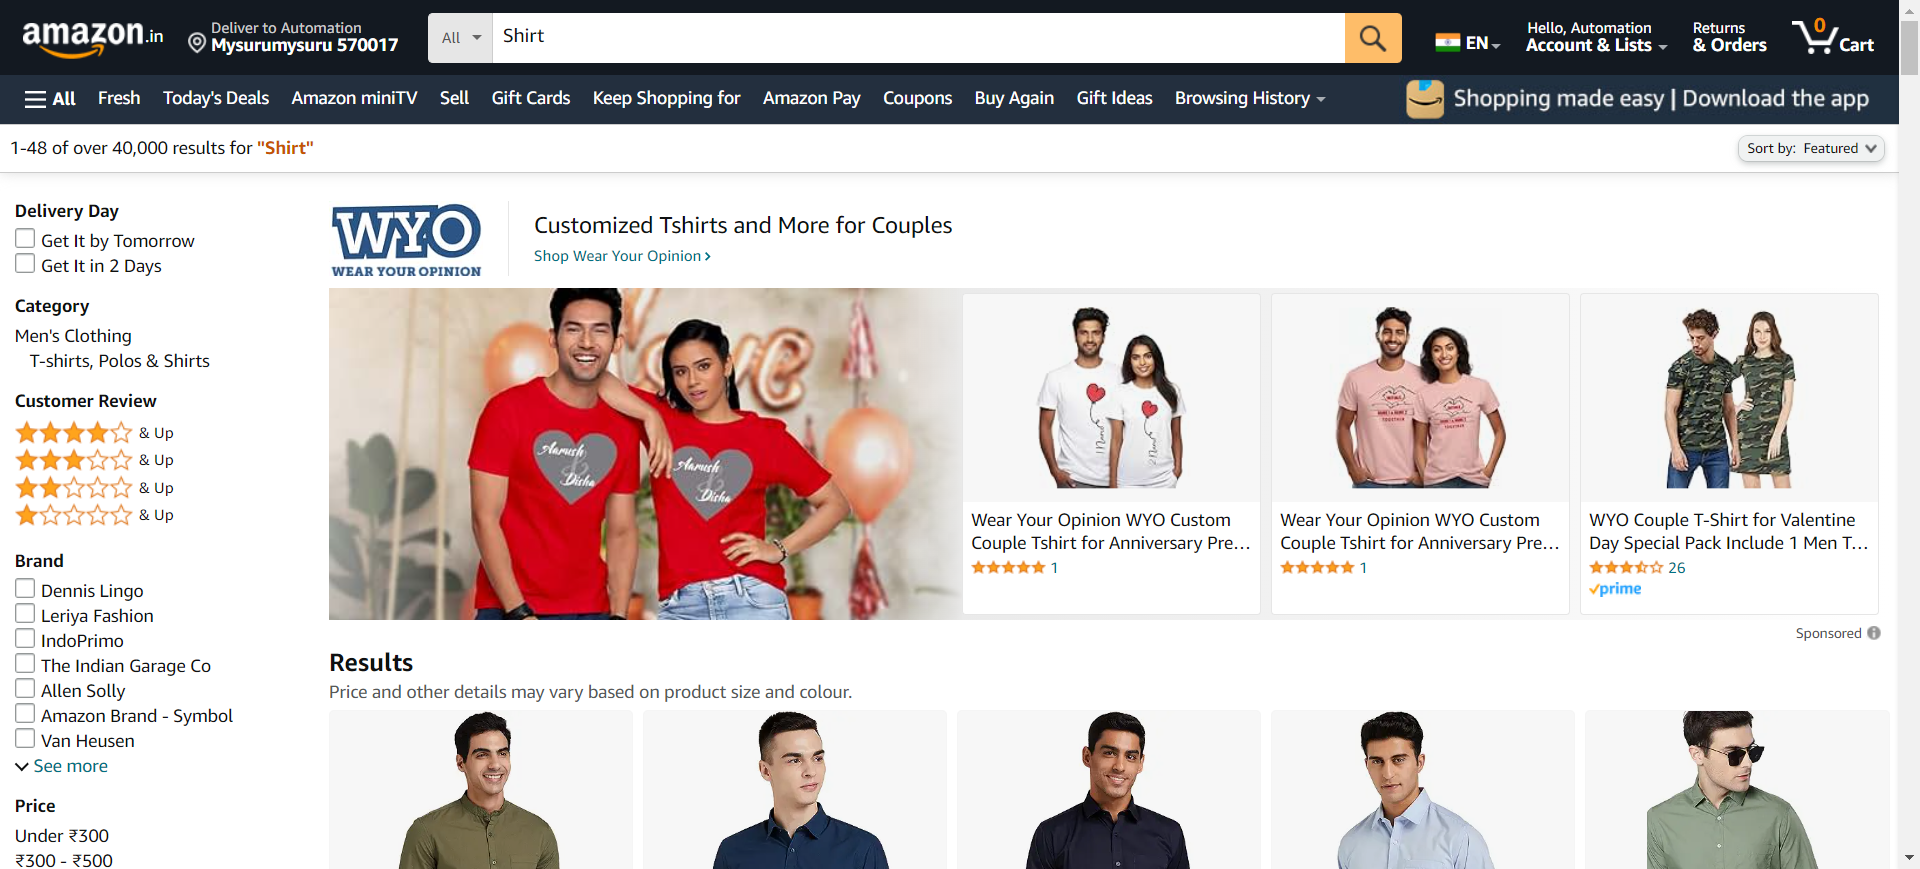 amazon.in
Deliver to Automation
Mysurumysuru 570017
All
Shirt
EN
Hello, Automation
Account & Lists
Returns
& Orders
0
Cart
All
Fresh
Today's Deals
Amazon miniTV
Sell
Gift Cards
Keep Shopping for
Amazon Pay
Coupons
Buy Again
Gift Ideas
Browsing History
Shopping made easy | Download the app
1-48 of over 40,000 results for "Shirt"
Sort by: Featured
Delivery Day
Get It by Tomorrow
Get It in 2 Days
Category
Men's Clothing
T-shirts, Polos & Shirts
Customer Review
& Up
& Up
& Up
& Up
Brand
Dennis Lingo
Leriya Fashion
IndoPrimo
The Indian Garage Co
Allen Solly
Amazon Brand - Symbol
Van Heusen
See more
Price
Under ₹300
₹300 - ₹500
WYO
WEAR YOUR OPINION
Customized Tshirts and More for Couples
Shop Wear Your Opinion
Love
Aarush
&
Disha
Aarush
&
Disha
Wear Your Opinion WYO Custom
Couple Tshirt for Anniversary Pre...
1
Wear Your Opinion WYO Custom
Couple Tshirt for Anniversary Pre...
1
WYO Couple T-Shirt for Valentine
Day Special Pack Include 1 Men T...
26
prime
Sponsored
Results
Price and other details may vary based on product size and colour.